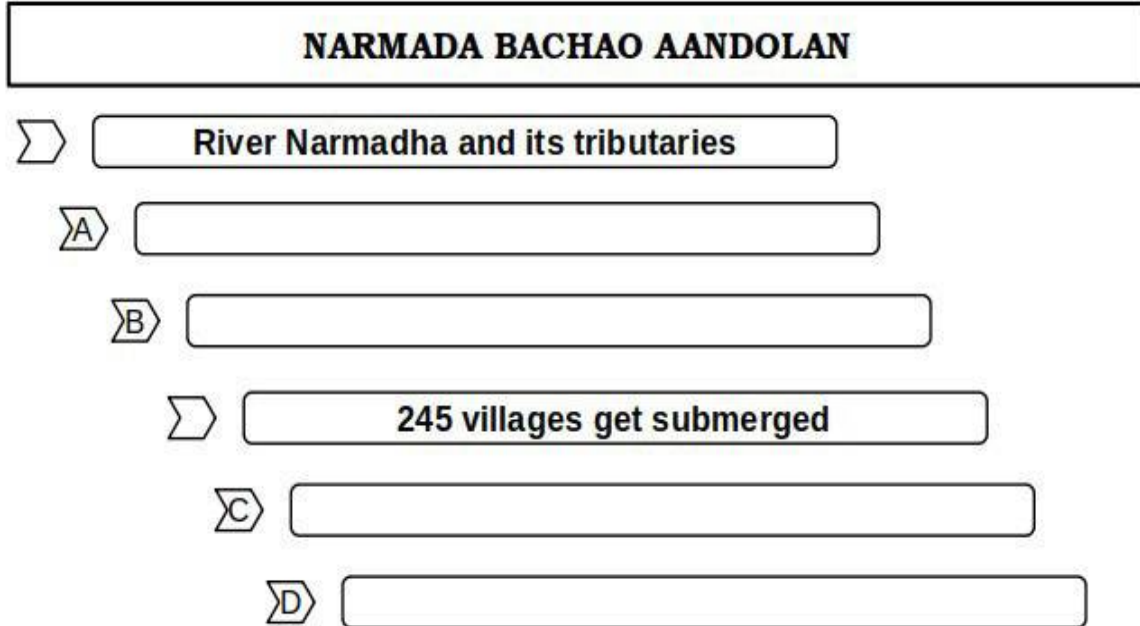 NARMADA BACHAO AANDOLAN
River Narmadha and its tributaries
A
B
245 villages get submerged
C
D